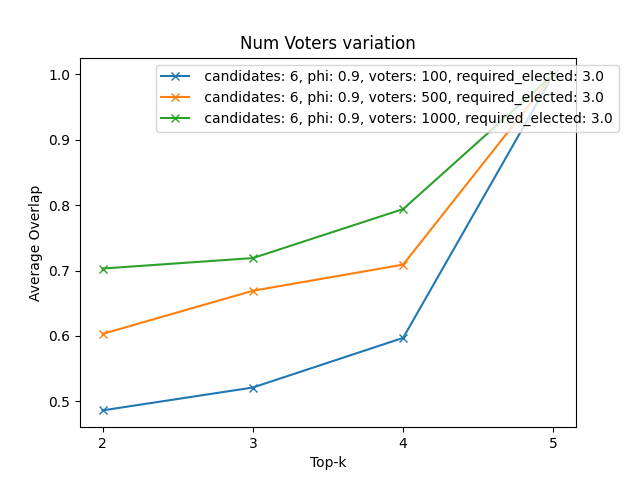 Num Voters variation
candidates: 6, phi: 0.9, voters: 100, required_elected: 3.0
candidates: 6, phi: 0.9, voters: 500, required_elected: 3.0
candidates: 6, phi: 0.9, voters: 1000, required_elected: 3.0
Average Overlap
1.0
0.9
0.8
0.7
0.6
0.5
2
3
4
5
Top-k